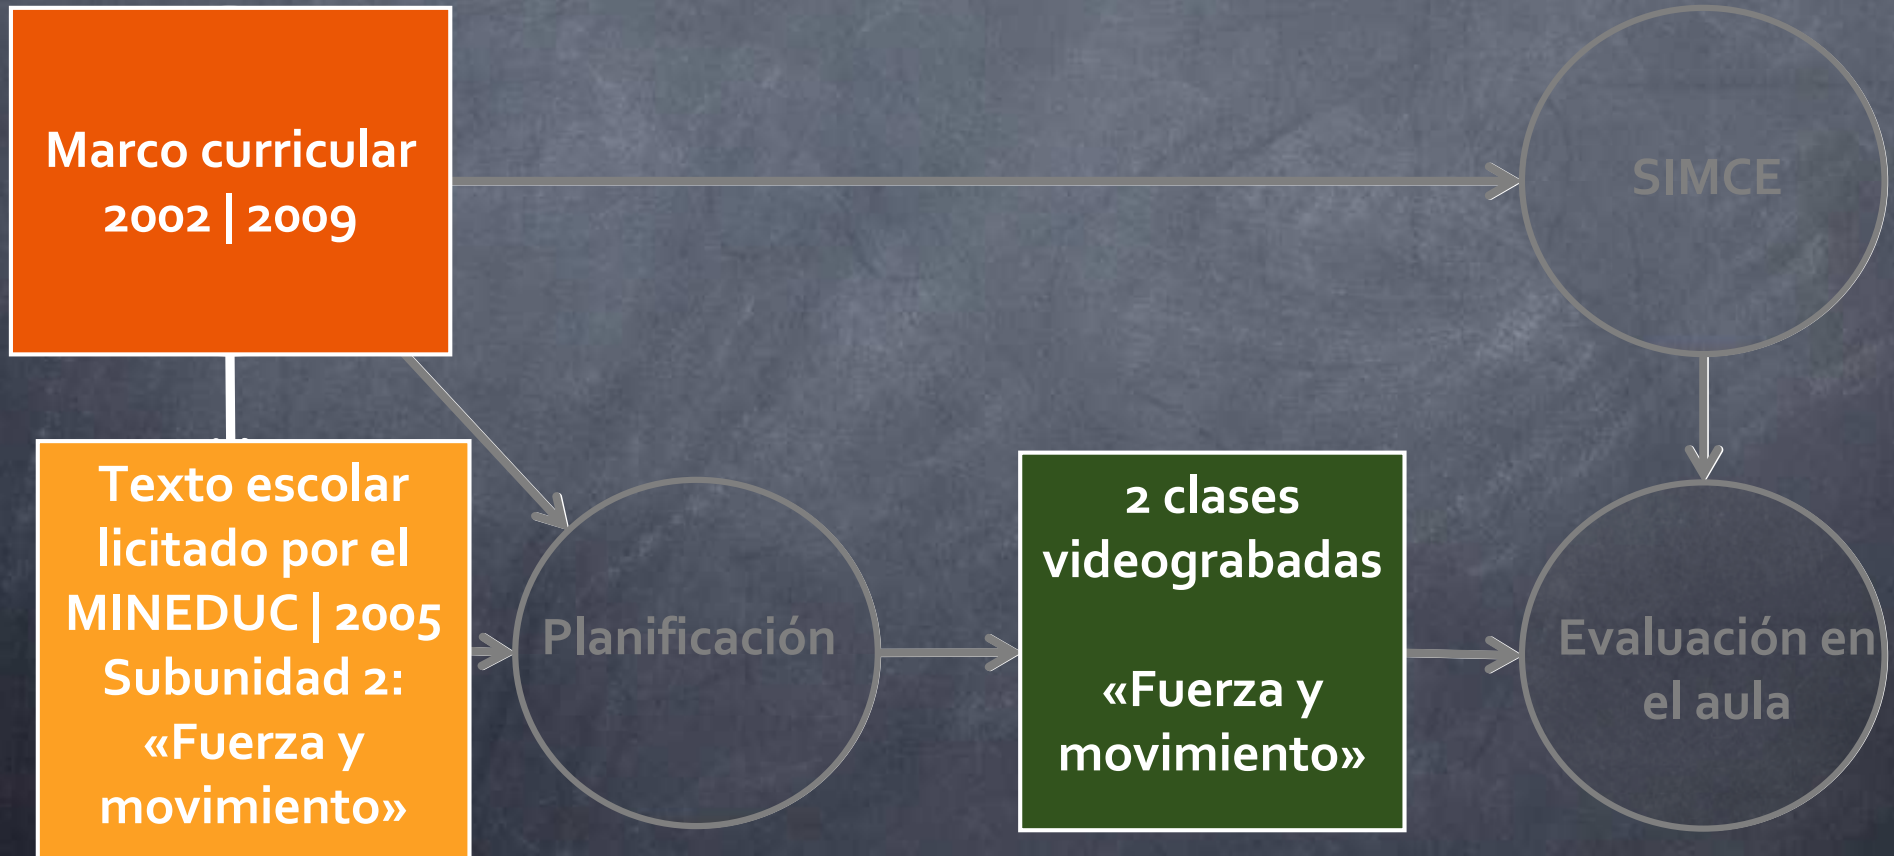 Marco curricular
2002 | 2009
SIMCE
Texto escolar
licitado por el
MINEDUC | 2005
Subunidad 2:
«Fuerza y
movimiento»
Planificación
2 clases
videograbadas
«Fuerza y
movimiento»
Evaluación en
el aula